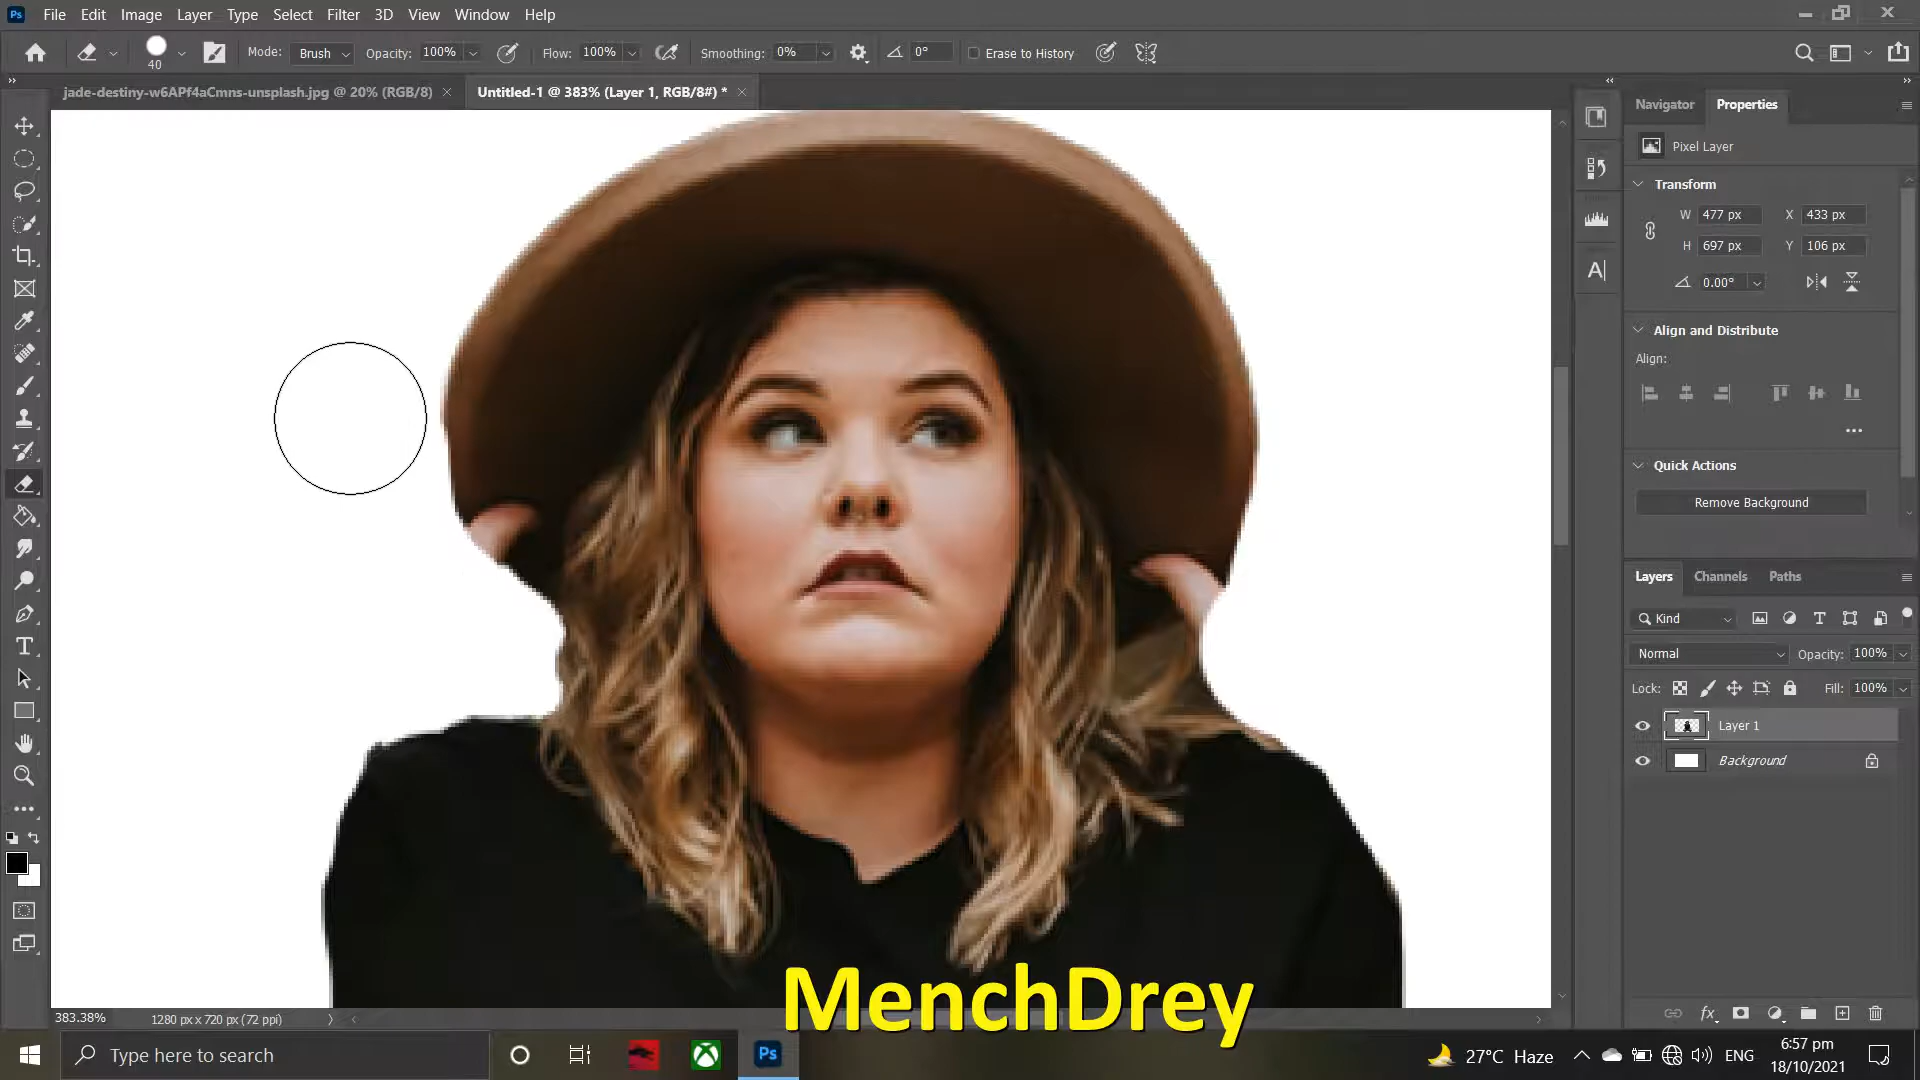 Ps File Edit Image Layer Type Select Filter 3D View Window Help
40 Mode: Brush Opacity: 100% Flow: 100% Smoothing: 0% 0° Erase to History
jade-destiny-w6APf4aCmns-unsplash.jpg @ 20% (RGB/8) Untitled-1 @ 383% (Layer 1, RGB/8#) *
Navigator Properties
Pixel Layer
Transform
W 477 px X 433 px
H 697 px Y 106 px
0.00°
Align and Distribute
Align:
Quick Actions
Remove Background
Layers Channels Paths
Kind
Normal Opacity: 100%
Lock: Fill: 100%
Layer 1
Background
fx
MenchDrey
383.38% 1280 px x 720 px (72 ppi)
Type here to search
Ps
27°C Haze
ENG
6:57 pm
18/10/2021